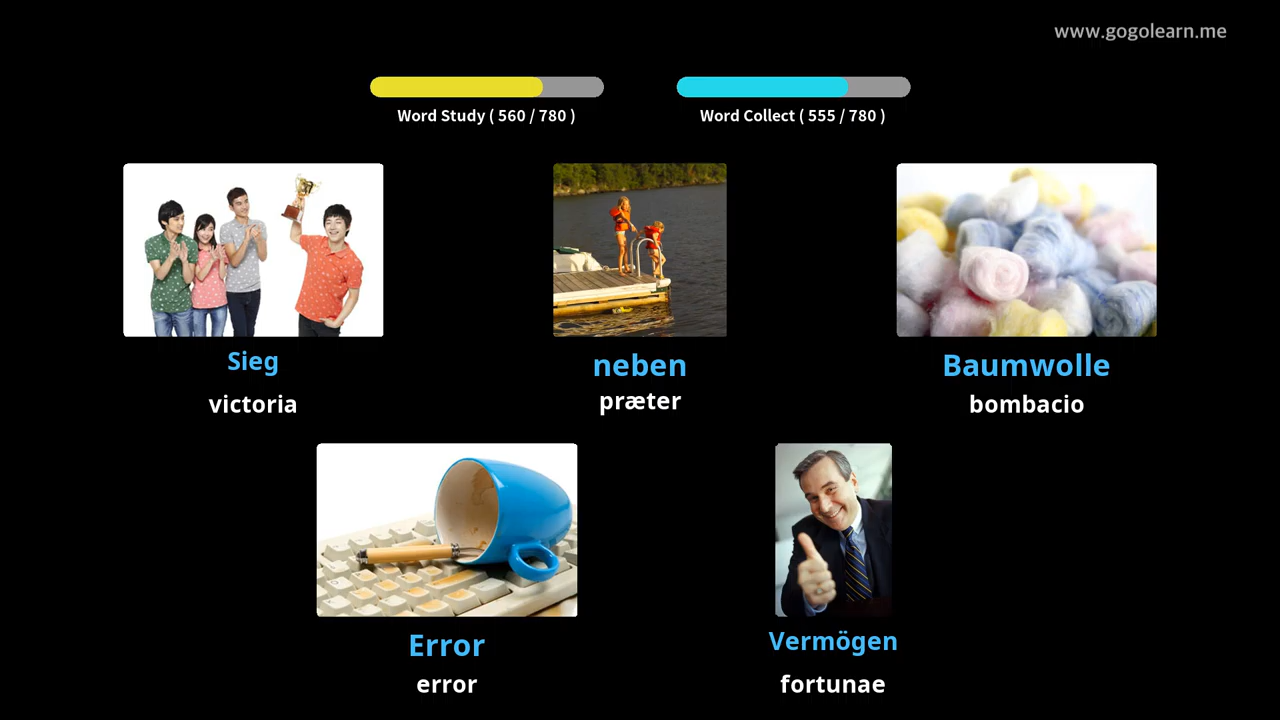 www.gogolearn.me
Word Study ( 560 / 780 )
Word Collect ( 555 / 780 )
Sieg
victoria
neben
præter
Baumwolle
bombacio
Error
error
Vermögen
fortunae